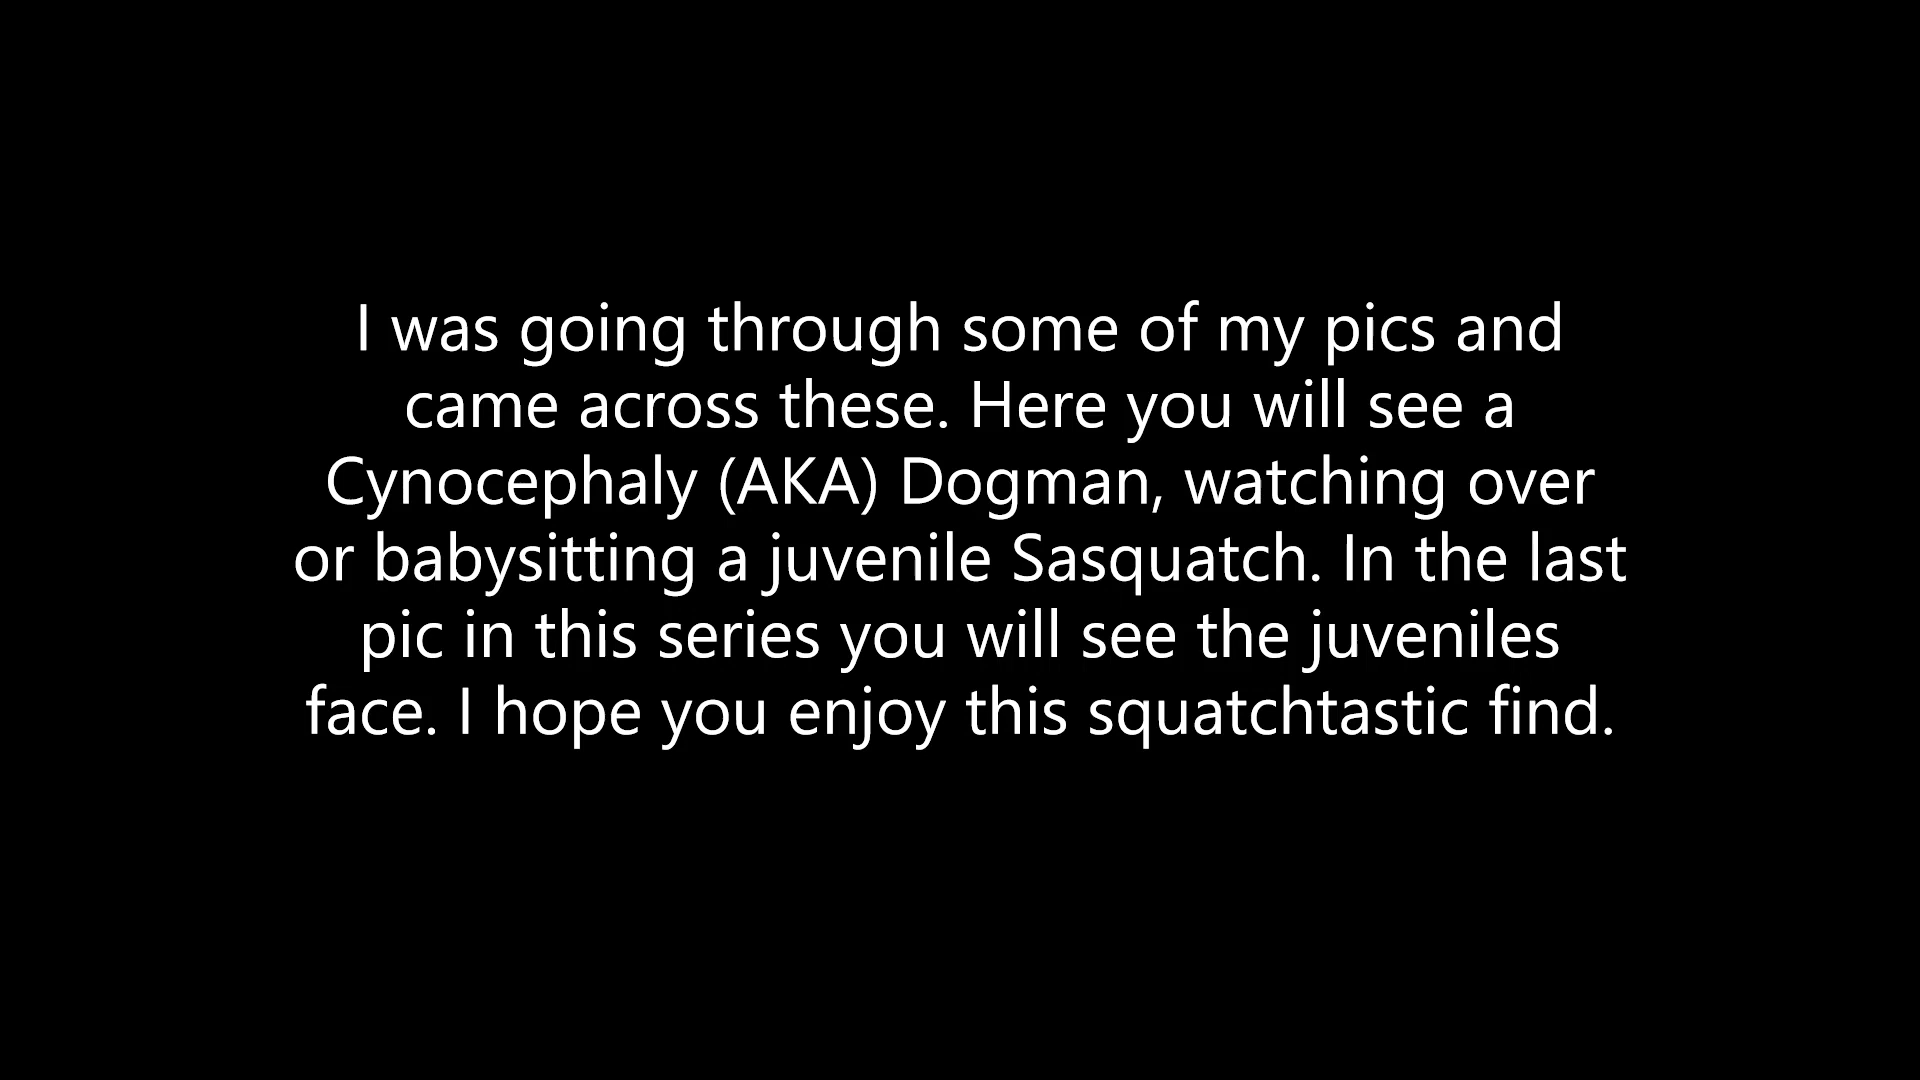 I was going through some of my pics and
came across these. Here you will see a
Cynocephaly (AKA) Dogman, watching over
or babysitting a juvenile Sasquatch. In the last
pic in this series you will see the juveniles
face. I hope you enjoy this squatchtastic find.